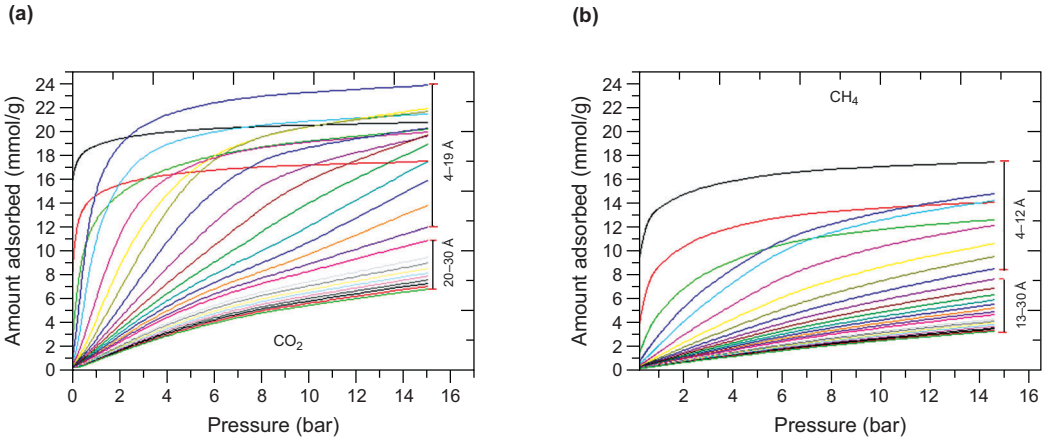 (a)
Amount adsorbed (mmol/g)
24
22
20
18
16
14
12
10
8
6
4
2
0
0 2 4 6 8 10 12 14 16
Pressure (bar)
CO2
4–19 Å
20–30 Å
(b)
Amount adsorbed (mmol/g)
24
22
20
18
16
14
12
10
8
6
4
2
0
2 4 6 8 10 12 14 16
Pressure (bar)
CH4
4–12 Å
13-30 Å